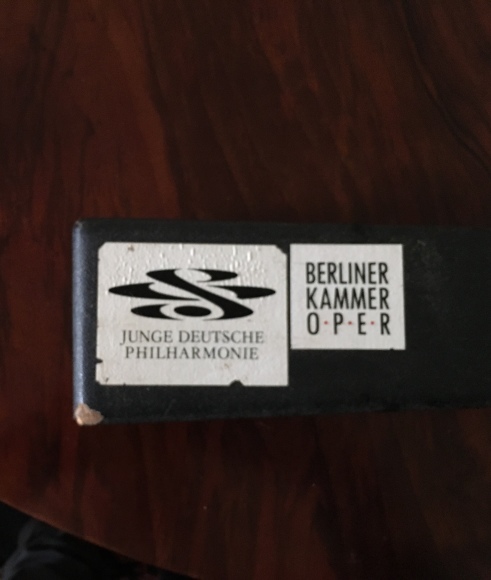 JUNGE DEUTSCHE
PHILHARMONIE
BERLINER
KAMMER
O·P·E·R